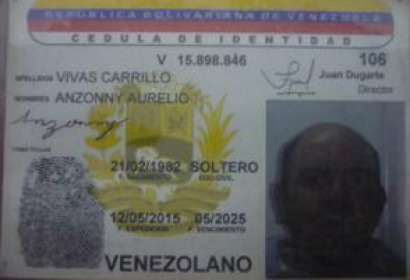 REPUBLICA BOLIVARIANA DE VENEZUELA
CEDULA DE IDENTIDAD
V 15.898.846 106
APELLIDOS VIVAS CARRILLO Juan Dugarte
Director
NOMBRES ANZONNY AURELIO
Anzonny
FIRMA TITULAR
21/02/1982 SOLTERO
F. NACIMIENTO EDO CIVIL
12/05/2015 05/2025
F. EXPEDICION F. VENCIMIENTO
VENEZOLANO